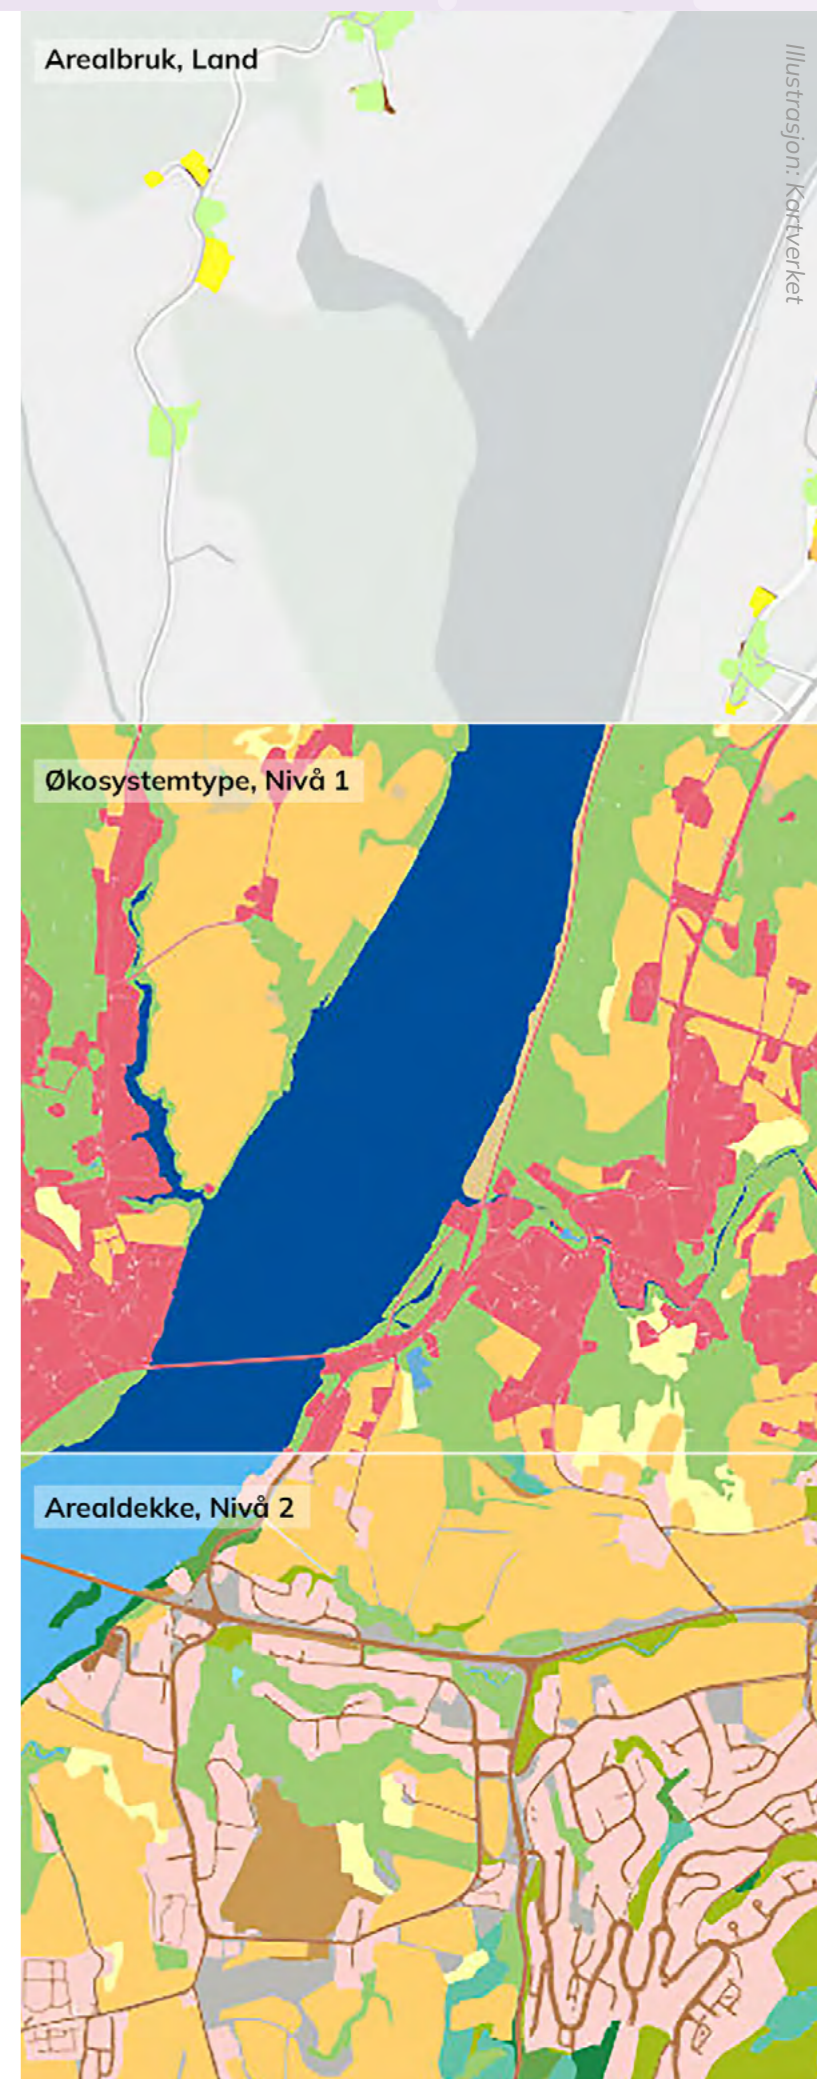 Arealbruk, Land
Illustrasjon: Kartverket
Økosystemtype, Nivå 1
Arealdekke, Nivå 2